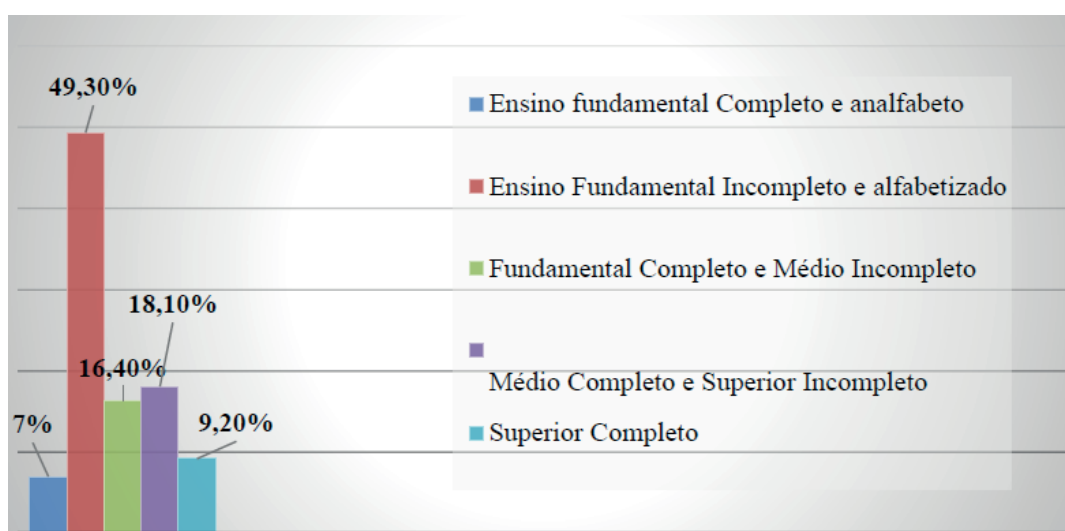 49,30%
18,10%
16,40%
7%
9,20%
Ensino fundamental Completo e analfabeto
Ensino Fundamental Incompleto e alfabetizado
Fundamental Completo e Médio Incompleto
Médio Completo e Superior Incompleto
Superior Completo